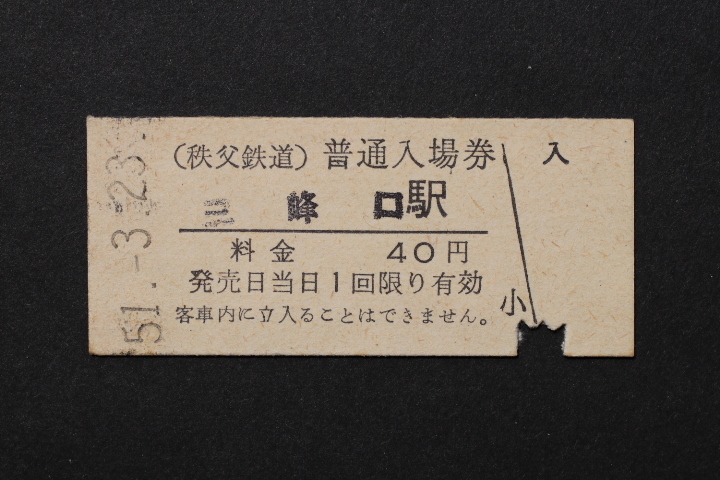 51.-3.23
(秩父鉄道) 普通入場券
三峰口駅
料金 40円
発売日当日1回限り有効
客車内に立入ることはできません。
入
小